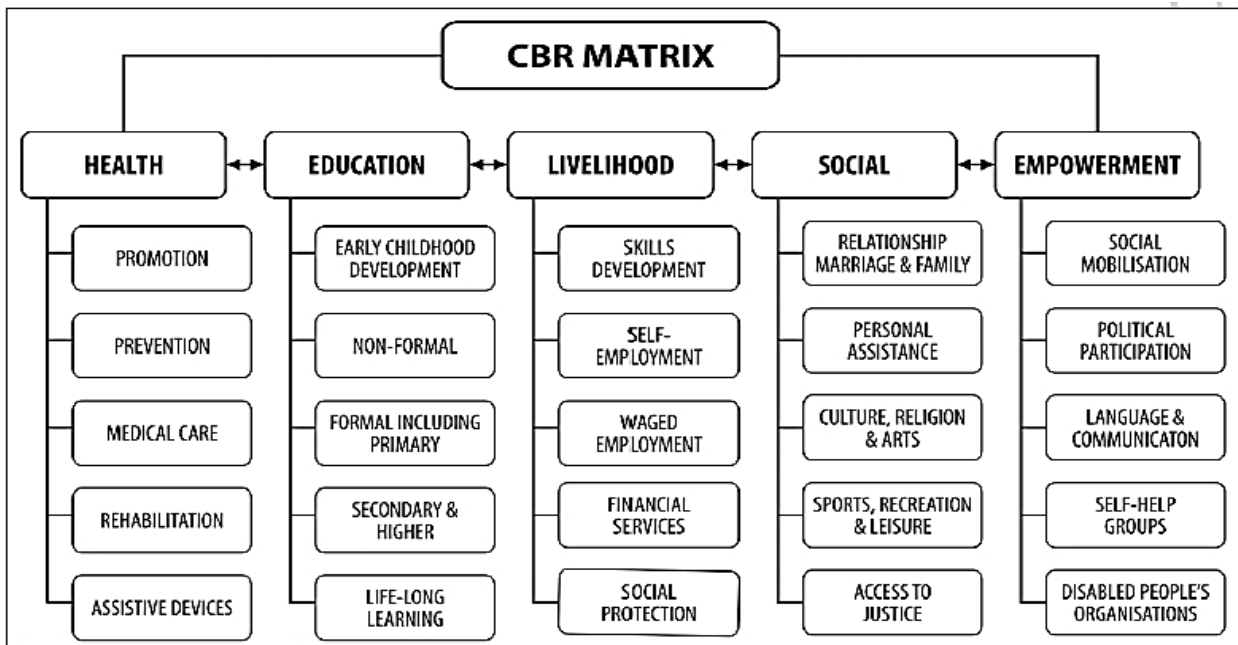 CBR MATRIX
HEALTH
EDUCATION
LIVELIHOOD
SOCIAL
EMPOWERMENT
PROMOTION
PREVENTION
MEDICAL CARE
REHABILITATION
ASSISTIVE DEVICES
EARLY CHILDHOOD
DEVELOPMENT
NON-FORMAL
FORMAL INCLUDING
PRIMARY
SECONDARY &
HIGHER
LIFE-LONG
LEARNING
SKILLS
DEVELOPMENT
SELF-
EMPLOYMENT
WAGED
EMPLOYMENT
FINANCIAL
SERVICES
SOCIAL
PROTECTION
RELATIONSHIP
MARRIAGE & FAMILY
PERSONAL
ASSISTANCE
CULTURE, RELIGION
& ARTS
SPORTS, RECREATION
& LEISURE
ACCESS TO
JUSTICE
SOCIAL
MOBILISATION
POLITICAL
PARTICIPATION
LANGUAGE &
COMMUNICATON
SELF-HELP
GROUPS
DISABLED PEOPLE'S
ORGANISATIONS